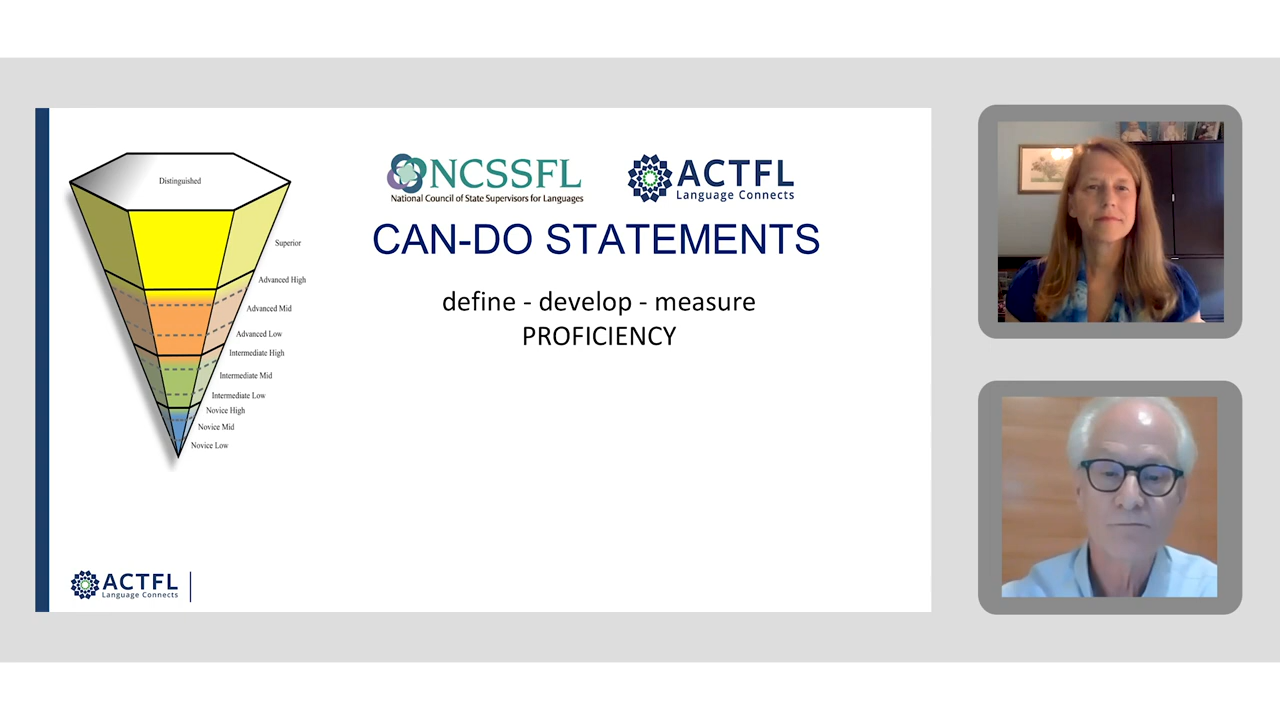 NCSSFL
National Council of State Supervisors for Languages
ACTFL
Language Connects
CAN-DO STATEMENTS
define - develop - measure
PROFICIENCY
Distinguished
Superior
Advanced High
Advanced Mid
Advanced Low
Intermediate High
Intermediate Mid
Intermediate Low
Novice High
Novice Mid
Novice Low
ACTFL
Language Connects